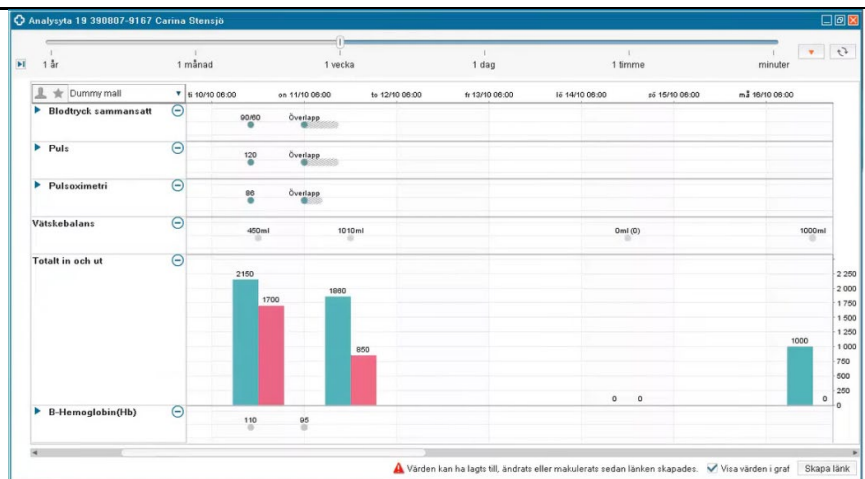 Analysyta 19 390807-9167 Carina Stensjö
1 år 1 månad 1 vecka 1 dag 1 timme minuter
Dummy mall ti 10/10 06:00 on 11/10 06:00 to 12/10 06:00 fr 13/10 06:00 lö 14/10 06:00 sö 15/10 06:00 må 16/10 06:00
Blodtryck sammansatt
90/60 Överlapp
Puls
120 Överlapp
Pulsoximetri
86 Överlapp
Vätskebalans
450ml 1010ml 0ml (0) 1000ml
Totalt in och ut
2150 1700 1860 850 0 0 1000 0
2 250
2 000
1 750
1 500
1 250
1 000
750
500
250
0
B-Hemoglobin(Hb)
110 95
Värden kan ha lagts till, ändrats eller makulerats sedan länken skapades. Visa värden i graf Skapa länk